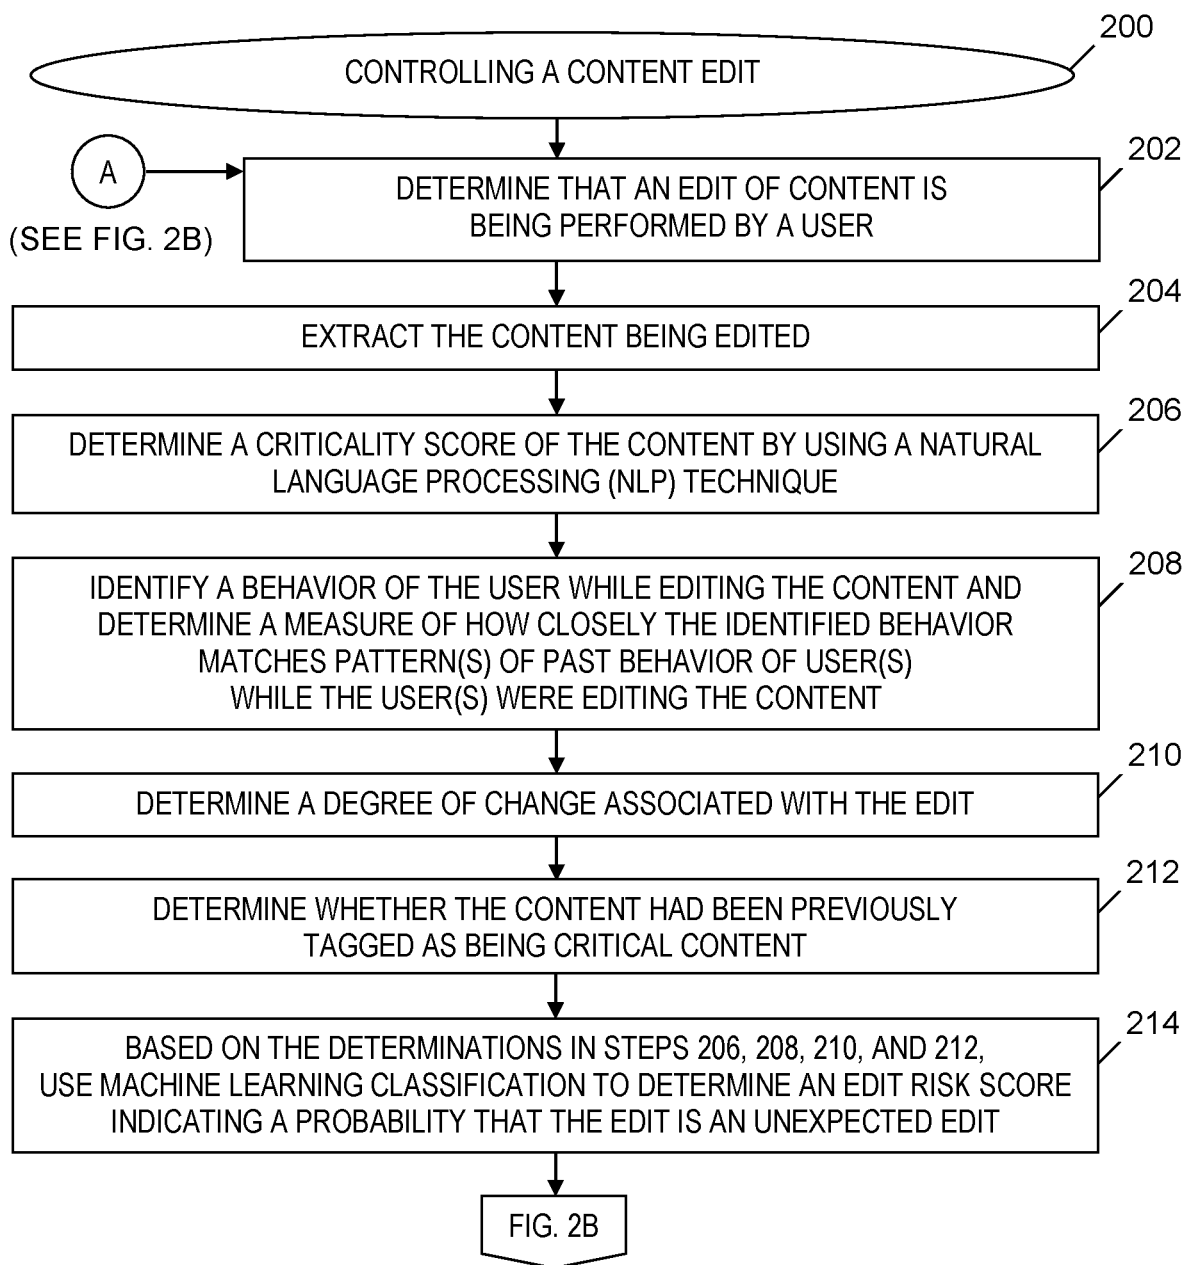 200
CONTROLLING A CONTENT EDIT
A
(SEE FIG. 2B)
202
DETERMINE THAT AN EDIT OF CONTENT IS
BEING PERFORMED BY A USER
204
EXTRACT THE CONTENT BEING EDITED
206
DETERMINE A CRITICALITY SCORE OF THE CONTENT BY USING A NATURAL
LANGUAGE PROCESSING (NLP) TECHNIQUE
208
IDENTIFY A BEHAVIOR OF THE USER WHILE EDITING THE CONTENT AND
DETERMINE A MEASURE OF HOW CLOSELY THE IDENTIFIED BEHAVIOR
MATCHES PATTERN(S) OF PAST BEHAVIOR OF USER(S)
WHILE THE USER(S) WERE EDITING THE CONTENT
210
DETERMINE A DEGREE OF CHANGE ASSOCIATED WITH THE EDIT
212
DETERMINE WHETHER THE CONTENT HAD BEEN PREVIOUSLY
TAGGED AS BEING CRITICAL CONTENT
214
BASED ON THE DETERMINATIONS IN STEPS 206, 208, 210, AND 212,
USE MACHINE LEARNING CLASSIFICATION TO DETERMINE AN EDIT RISK SCORE
INDICATING A PROBABILITY THAT THE EDIT IS AN UNEXPECTED EDIT
FIG. 2B